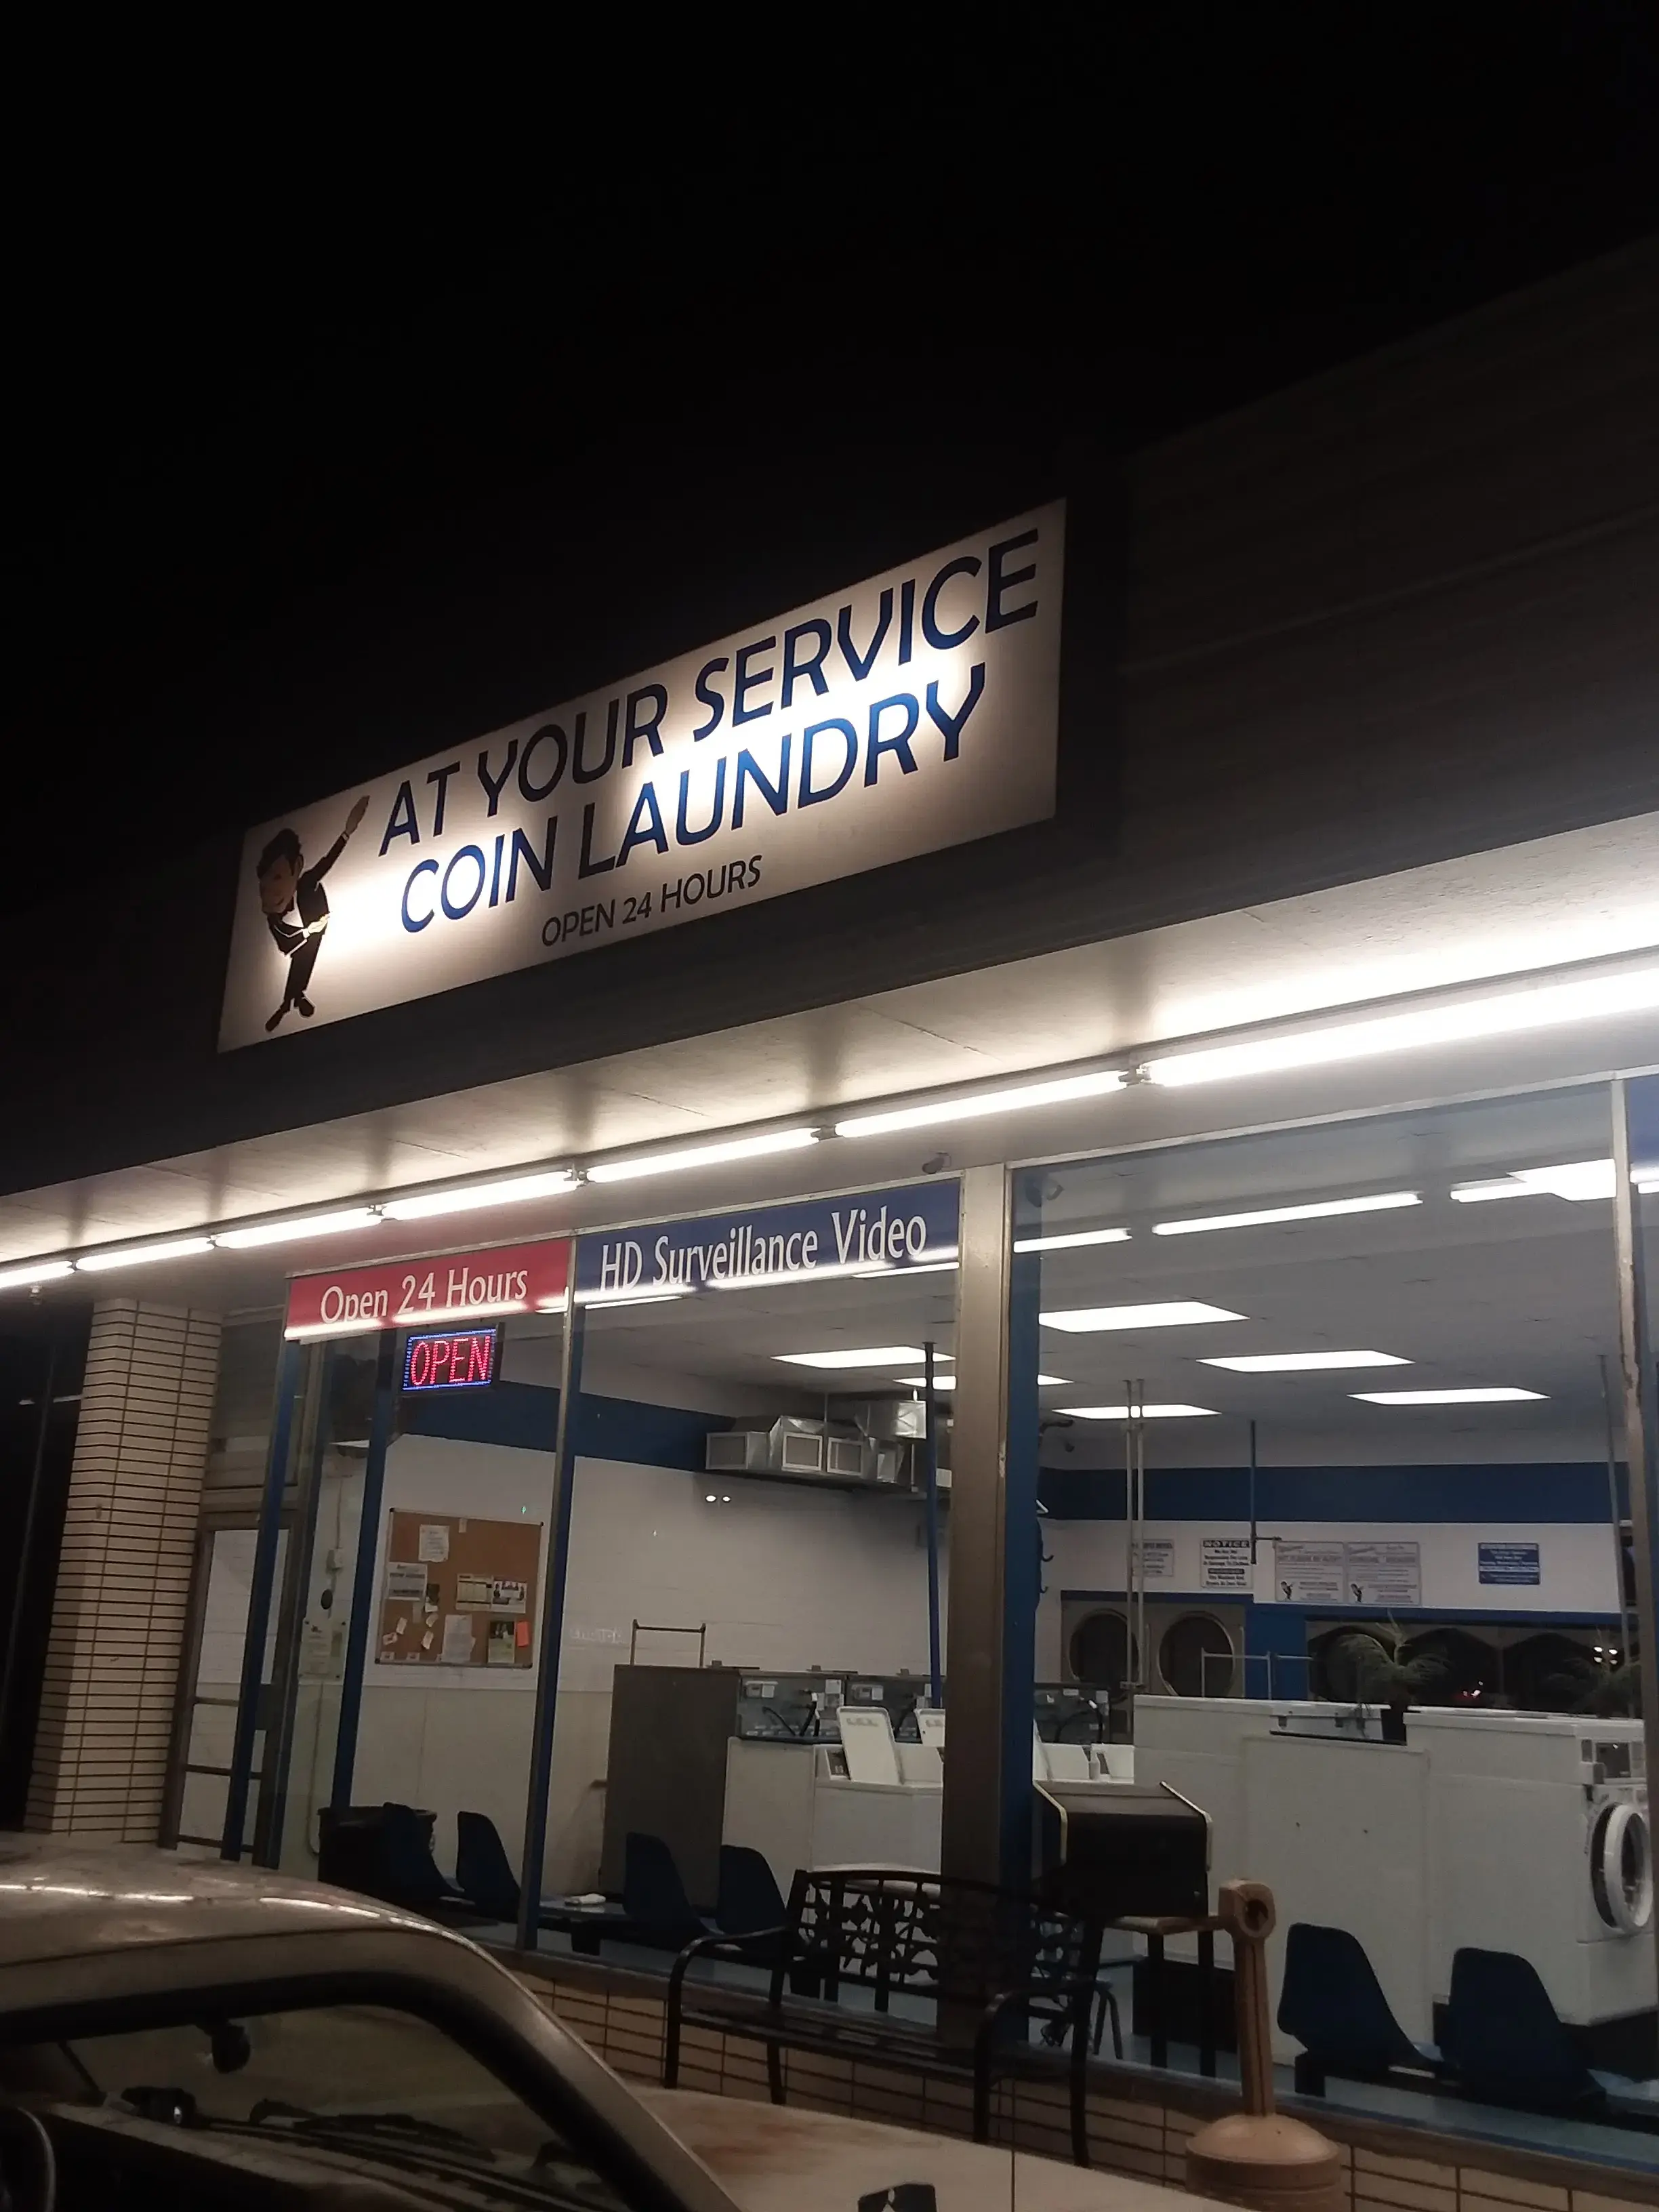 AT YOUR SERVICE
COIN LAUNDRY
OPEN 24 HOURS
Open 24 Hours
HD Surveillance Video
OPEN
NOTICE